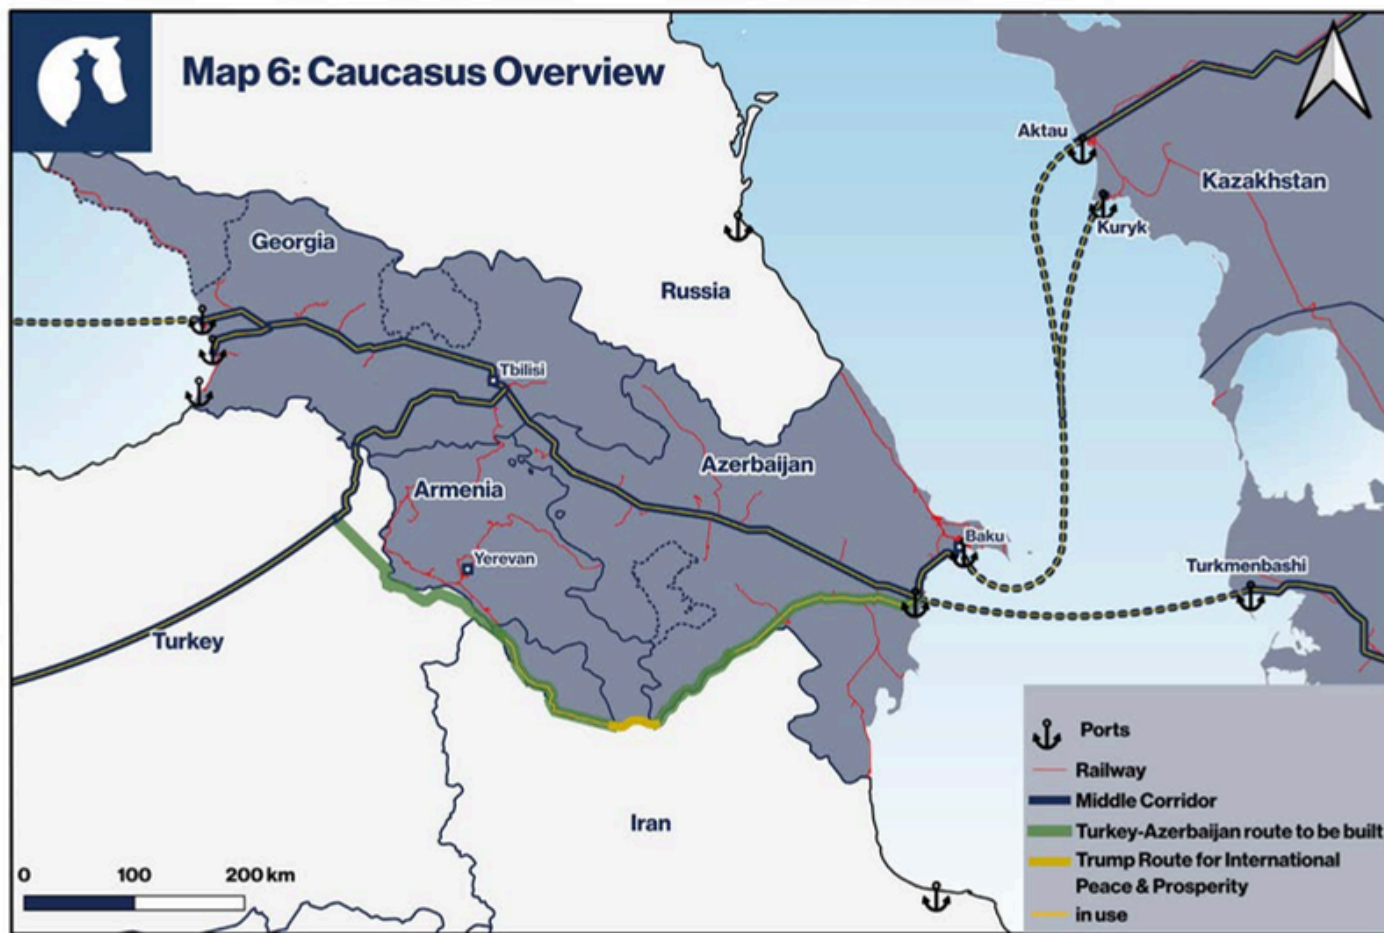 Map 6: Caucasus Overview
Aktau
Kazakhstan
Kuryk
Georgia
Russia
Tbilisi
Azerbaijan
Armenia
Baku
Yerevan
Turkmenbashi
Turkey
Iran
Ports
Railway
Middle Corridor
Turkey-Azerbaijan route to be built
Trump Route for International
Peace & Prosperity
in use
0 100 200 km